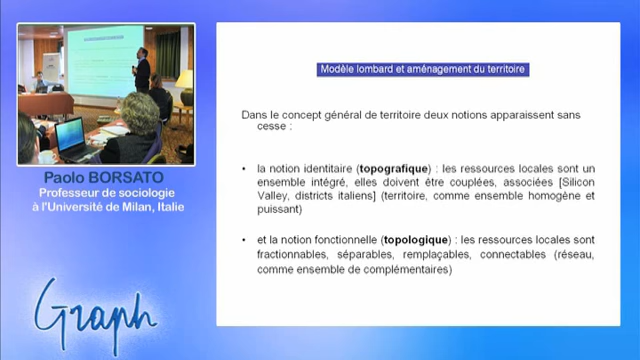 Modèle lombard et aménagement du territoire
Dans le concept général de territoire deux notions apparaissent sans
cesse :
• la notion identitaire (topografique) : les ressources locales sont un
ensemble intégré, elles doivent être couplées, associées [Silicon
Valley, districts italiens] (territoire, comme ensemble homogène et
puissant)
• et la notion fonctionnelle (topologique) : les ressources locales sont
fractionnables, séparables, remplaçables, connectables (réseau,
comme ensemble de complémentaires)
Paolo BORSATO
Professeur de sociologie
à l'Université de Milan, Italie
Graph